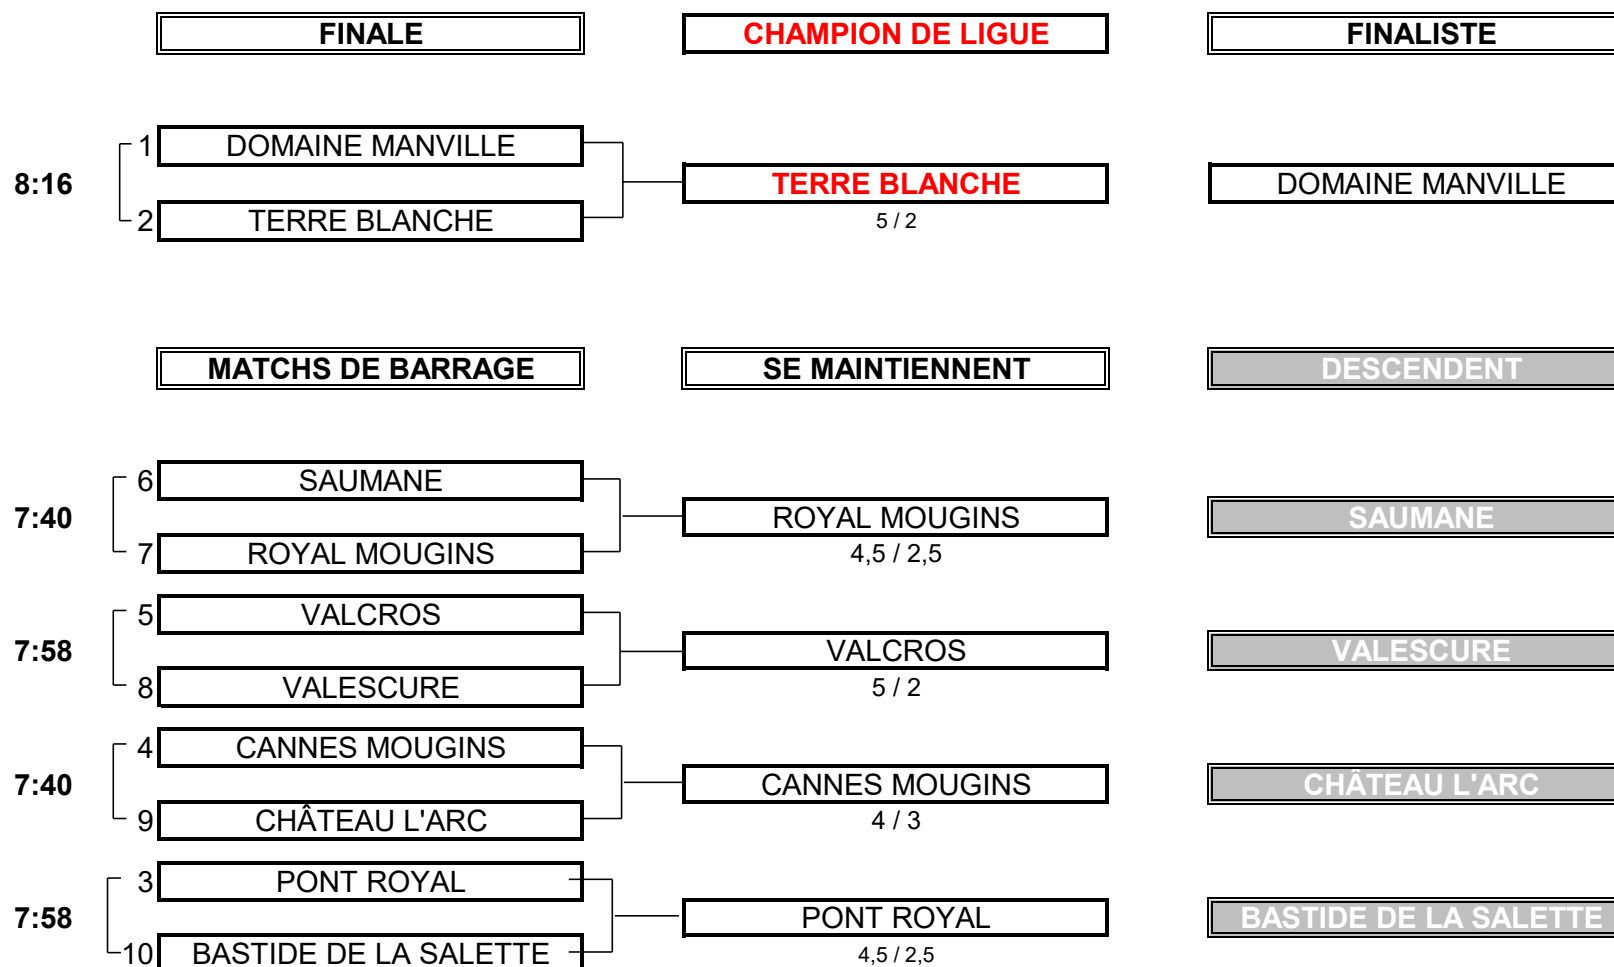 FINALE CHAMPION DE LIGUE FINALISTE
1 DOMAINE MANVILLE
8:16 TERRE BLANCHE DOMAINE MANVILLE
2 TERRE BLANCHE 5 / 2
MATCHS DE BARRAGE SE MAINTIENNENT DESCENDENT
6 SAUMANE
7:40 ROYAL MOUGINS SAUMANE
7 ROYAL MOUGINS 4,5 / 2,5
5 VALCROS
7:58 VALCROS VALESCURE
8 VALESCURE 5 / 2
4 CANNES MOUGINS
7:40 CANNES MOUGINS CHÂTEAU L'ARC
9 CHÂTEAU L'ARC 4 / 3
3 PONT ROYAL
7:58 PONT ROYAL BASTIDE DE LA SALETTE
10 BASTIDE DE LA SALETTE 4,5 / 2,5